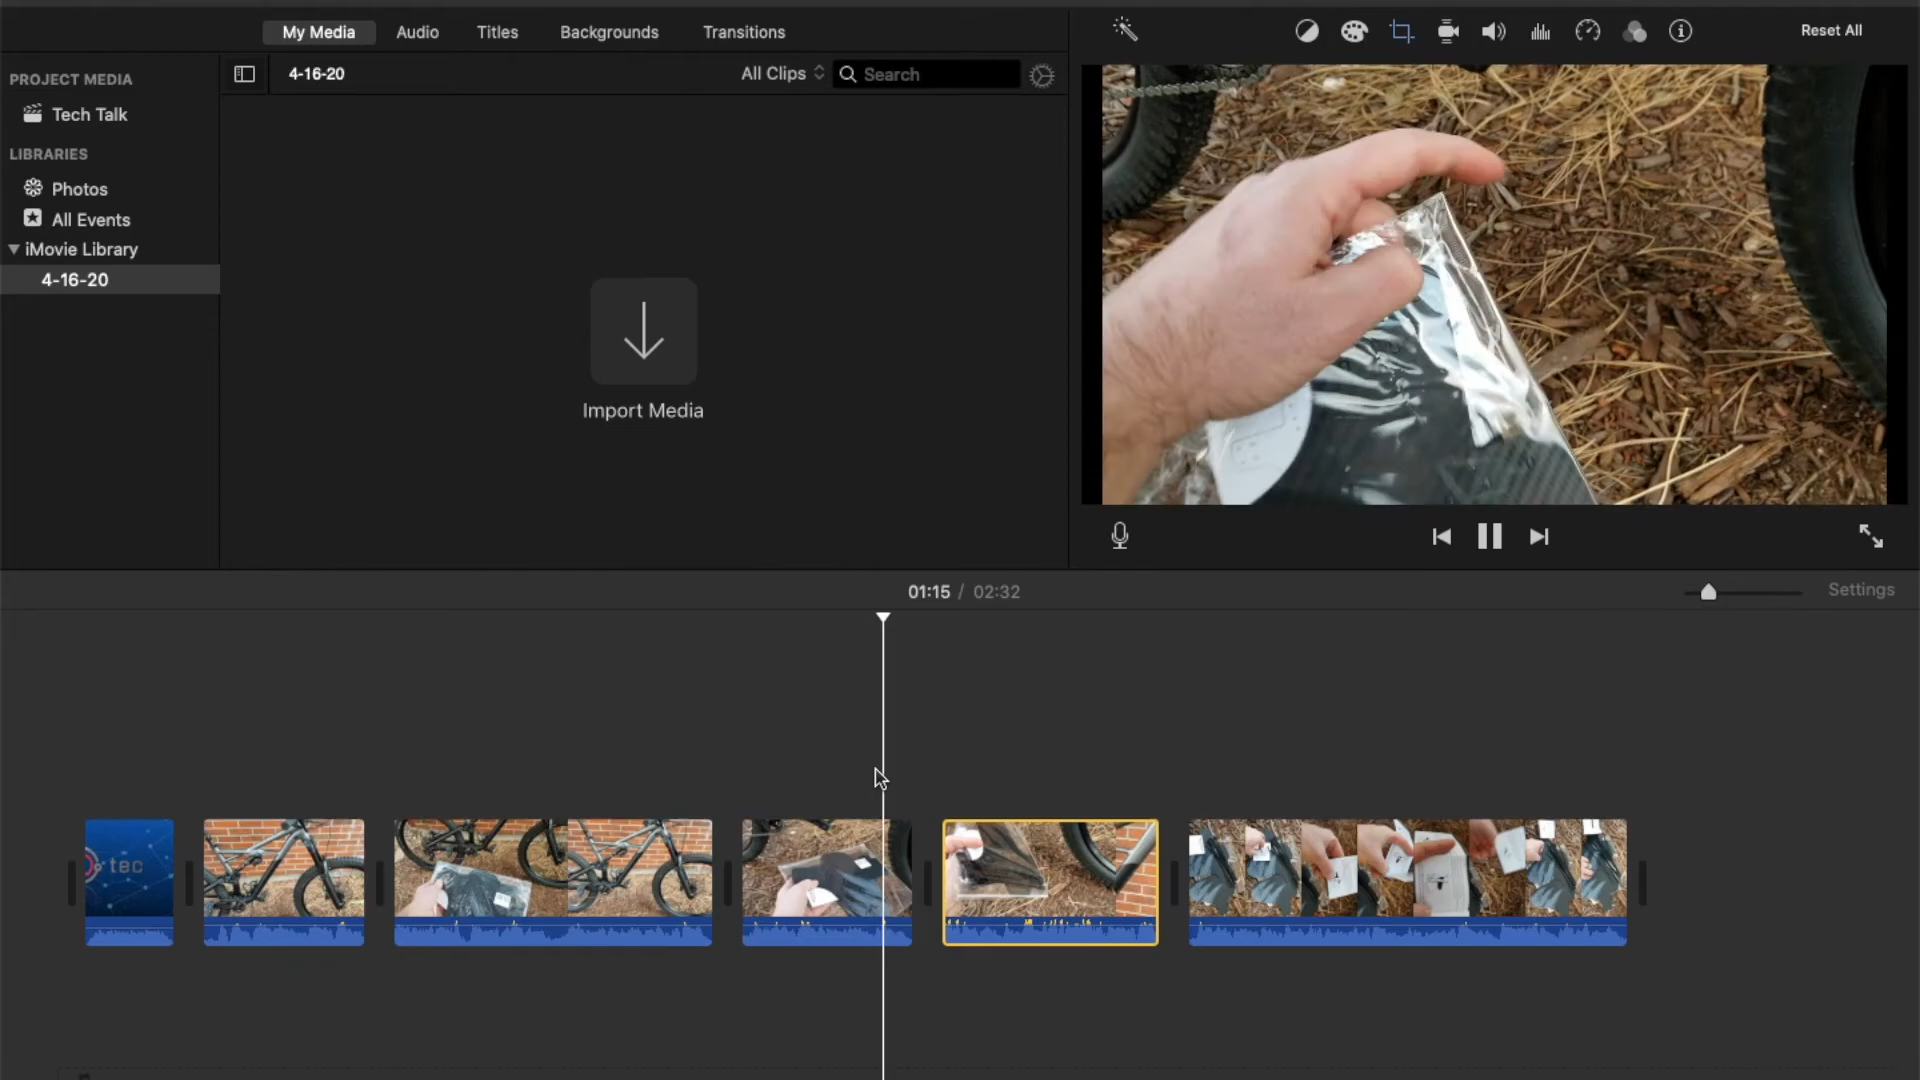 My Media Audio Titles Backgrounds Transitions Reset All
PROJECT MEDIA
Tech Talk
LIBRARIES
Photos
All Events
iMovie Library
4-16-20
4-16-20 All Clips Search
Import Media
01:15 / 02:32 Settings
tec